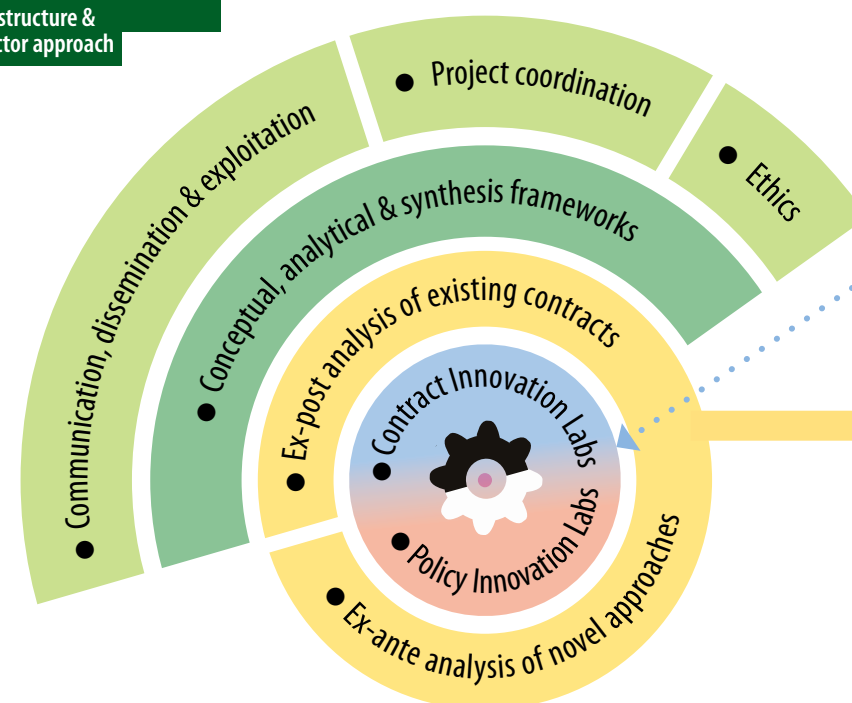 structure &
approach
● Project coordination
● Ethics
● Communication, dissemination & exploitation
● Conceptual, analytical & synthesis frameworks
● Ex-post analysis of existing contracts
● Contract Innovation Labs
● Policy Innovation Labs
● Ex-ante analysis of novel approaches